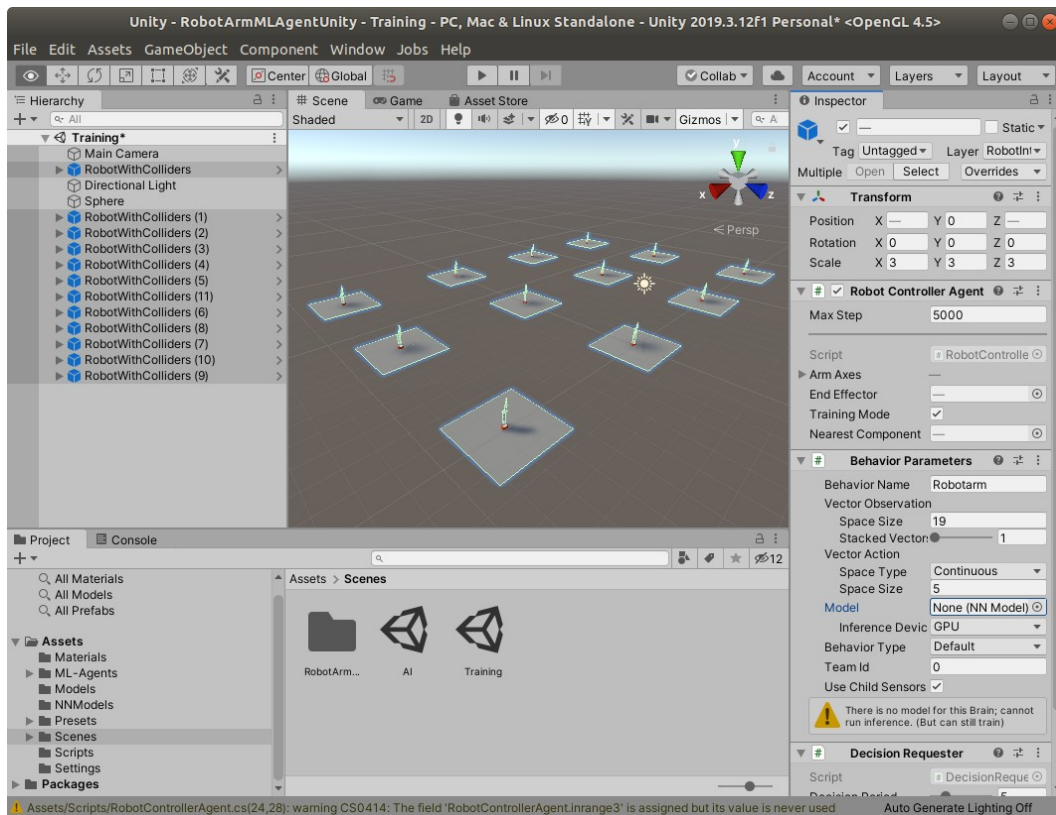 Unity - RobotArmMLAgentUnity - Training - PC, Mac & Linux Standalone - Unity 2019.3.12f1 Personal* <OpenGL 4.5>
File Edit Assets GameObject Component Window Jobs Help
Center Global Collab Account Layers Layout
Hierarchy
All
Training*
Main Camera
RobotWithColliders
Directional Light
Sphere
RobotWithColliders (1)
RobotWithColliders (2)
RobotWithColliders (3)
RobotWithColliders (4)
RobotWithColliders (5)
RobotWithColliders (11)
RobotWithColliders (6)
RobotWithColliders (8)
RobotWithColliders (7)
RobotWithColliders (10)
RobotWithColliders (9)
Scene Game Asset Store
Shaded 2D 0 Gizmos A
y
x z
Persp
Inspector
— Static
Tag Untagged Layer RobotInt
Multiple Open Select Overrides
Transform
Position X — Y 0 Z —
Rotation X 0 Y 0 Z 0
Scale X 3 Y 3 Z 3
# Robot Controller Agent
Max Step 5000
Script RobotControlle
Arm Axes —
End Effector —
Training Mode
Nearest Component —
# Behavior Parameters
Behavior Name Robotarm
Vector Observation
Space Size 19
Stacked Vector: 1
Vector Action
Space Type Continuous
Space Size 5
Model None (NN Model)
Inference Devic GPU
Behavior Type Default
Team Id 0
Use Child Sensors
There is no model for this Brain; cannot
run inference. (But can still train)
# Decision Requester
Script DecisionReque
Decision Period 5
Project Console
12
All Materials
All Models
All Prefabs
Assets
Materials
ML-Agents
Models
NNModels
Presets
Scenes
Scripts
Settings
Packages
Assets > Scenes
RobotArm... AI Training
Assets/Scripts/RobotControllerAgent.cs(24,28): warning CS0414: The field 'RobotControllerAgent.inrange3' is assigned but its value is never used Auto Generate Lighting Off